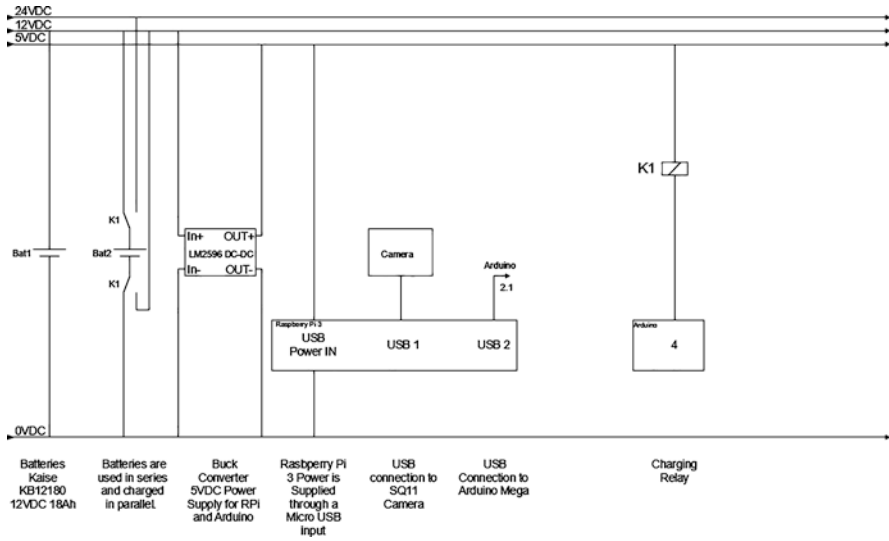 24VDC
12VDC
5VDC
K1
K1
Bat1
Bat2
K1
In+ OUT+
LM2596 DC-DC
In- OUT-
Camera
Arduino
2.1
Raspberry Pi 3
USB
Power IN
USB 1
USB 2
Arduino
4
0VDC
Batteries
Kaise
KB12180
12VDC 18Ah
Batteries are
used in series
and charged
in parallel.
Buck
Converter
5VDC Power
Supply for RPi
and Arduino
Rasbperry Pi
3 Power is
Supplied
through a
Micro USB
input
USB
connection to
SQ11
Camera
USB
Connection to
Arduino Mega
Charging
Relay